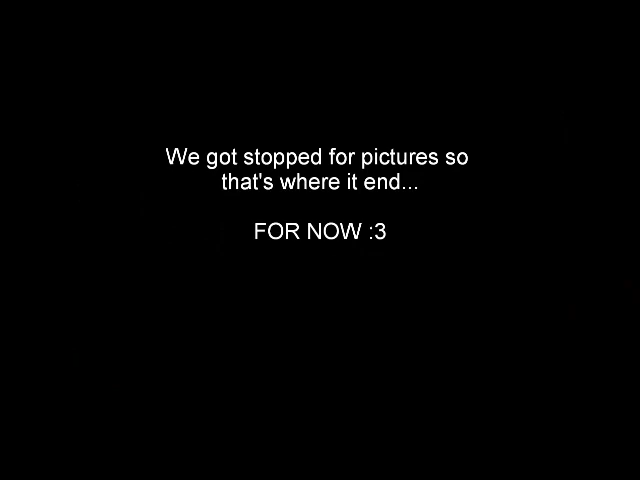 We got stopped for pictures so
that's where it end...
FOR NOW :3